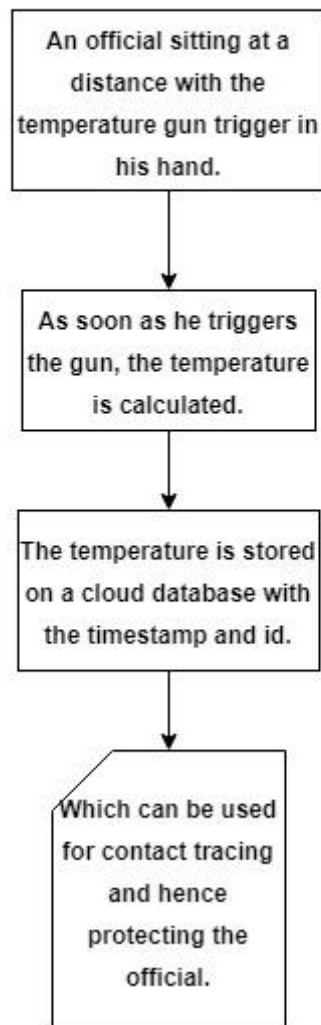 An official sitting at a
distance with the
temperature gun trigger in
his hand.
As soon as he triggers
the gun, the temperature
is calculated.
The temperature is stored
on a cloud database with
the timestamp and id.
Which can be used
for contact tracing
and hence
protecting the
official.